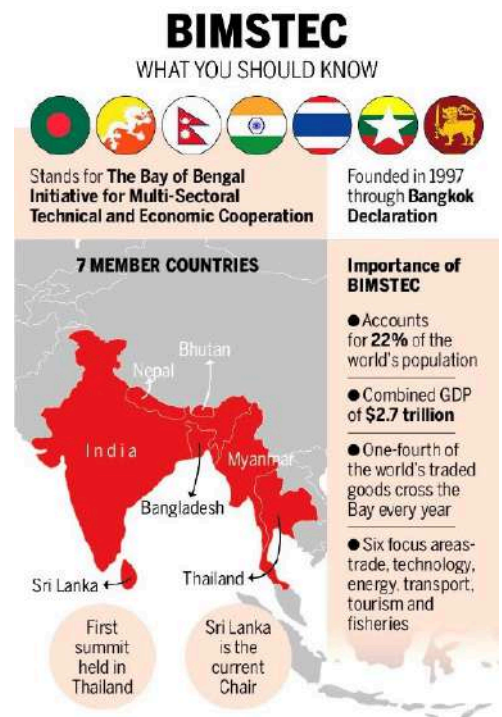 BIMSTEC
WHAT YOU SHOULD KNOW
Stands for The Bay of Bengal
Initiative for Multi-Sectoral
Technical and Economic Cooperation
Founded in 1997
through Bangkok
Declaration
7 MEMBER COUNTRIES
Bhutan
Nepal
India
Myanmar
Bangladesh
Sri Lanka
Thailand
First
summit
held in
Thailand
Sri Lanka
is the
current
Chair
Importance of
BIMSTEC
● Accounts
for 22% of the
world's population
● Combined GDP
of $2.7 trillion
● One-fourth of
the world's traded
goods cross the
Bay every year
● Six focus areas-
trade, technology,
energy, transport,
tourism and
fisheries